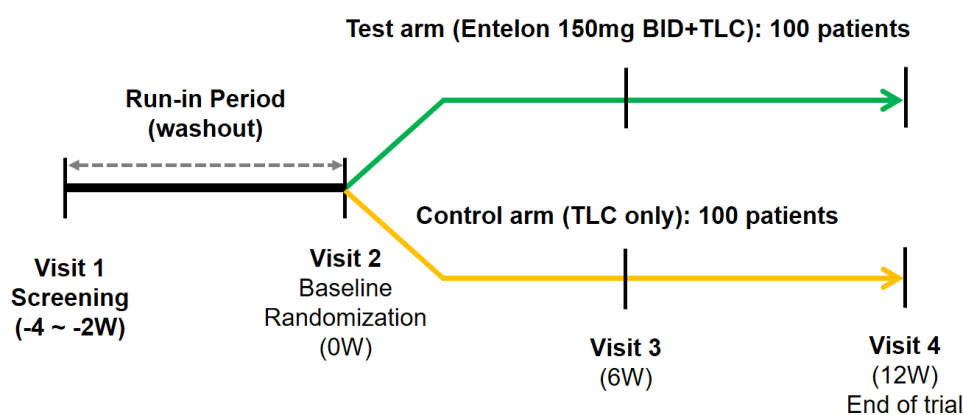 Test arm (Entelon 150mg BID+TLC): 100 patients
Run-in Period
(washout)
Control arm (TLC only): 100 patients
Visit 1
Screening
(-4 ~ -2W)
Visit 2
Baseline
Randomization
(0W)
Visit 3
(6W)
Visit 4
(12W)
End of trial